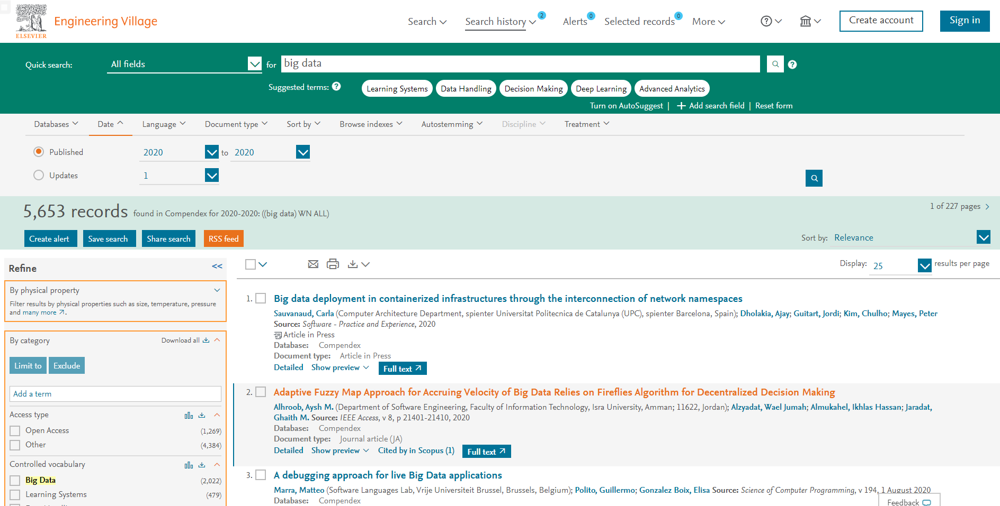 ELSEVIER
Engineering Village
Search
Search history
2
Alerts
0
Selected records
0
More
?
Create account
Sign in
Quick search:
All fields
for
big data
?
Suggested terms:
?
Learning Systems
Data Handling
Decision Making
Deep Learning
Advanced Analytics
Turn on AutoSuggest | + Add search field | Reset form
Databases
Date
Language
Document type
Sort by
Browse indexes
Autostemming
Discipline
Treatment
Published
2020
to
2020
Updates
1
5,653 records found in Compendex for 2020-2020: ((big data) WN ALL)
1 of 227 pages >
Create alert
Save search
Share search
RSS feed
Sort by: Relevance
Refine
<<
By physical property
Filter results by physical properties such as size, temperature, pressure
and many more ↗.
By category
Download all
Limit to
Exclude
Add a term
Access type
Open Access (1,269)
Other (4,384)
Controlled vocabulary
Big Data (2,022)
Learning Systems (479)
Display: 25 results per page
1. Big data deployment in containerized infrastructures through the interconnection of network namespaces
Sauvanaud, Carla (Computer Architecture Department, spienter Universitat Politecnica de Catalunya (UPC), spienter Barcelona, Spain); Dholakia, Ajay; Guitart, Jordi; Kim, Chulho; Mayes, Peter
Source: Software - Practice and Experience, 2020
Article in Press
Database: Compendex
Document type: Article in Press
Detailed Show preview Full text ↗
2. Adaptive Fuzzy Map Approach for Accruing Velocity of Big Data Relies on Fireflies Algorithm for Decentralized Decision Making
Alhroob, Aysh M. (Department of Software Engineering, Faculty of Information Technology, Isra University, Amman; 11622, Jordan); Alzyadat, Wael Jumah; Almukahel, Ikhlas Hassan; Jaradat,
Ghaith M. Source: IEEE Access, v 8, p 21401-21410, 2020
Database: Compendex
Document type: Journal article (JA)
Detailed Show preview Cited by in Scopus (1) Full text ↗
3. A debugging approach for live Big Data applications
Marra, Matteo (Software Languages Lab, Vrije Universiteit Brussel, Brussels, Belgium); Polito, Guillermo; Gonzalez Boix, Elisa Source: Science of Computer Programming, v 194, 1 August 2020
Database: Compendex
Feedback